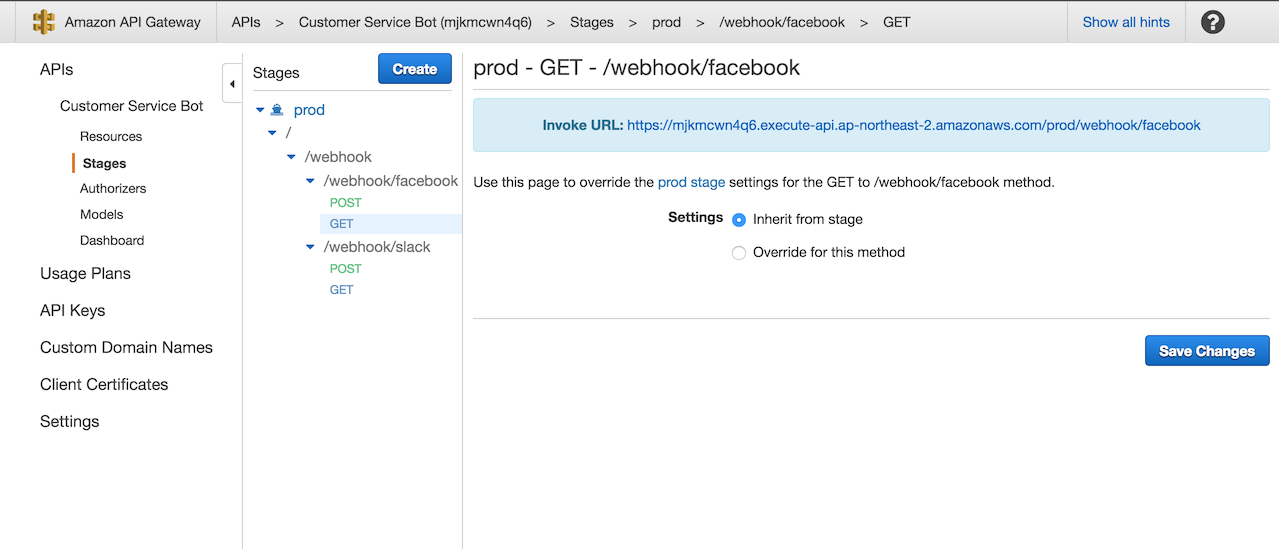 Amazon API Gateway APIs > Customer Service Bot (mjkmcwn4q6) > Stages > prod > /webhook/facebook > GET Show all hints ?
APIs
Customer Service Bot
Resources
Stages
Authorizers
Models
Dashboard
Usage Plans
API Keys
Custom Domain Names
Client Certificates
Settings
Stages Create
prod
/
/webhook
/webhook/facebook
POST
GET
/webhook/slack
POST
GET
prod - GET - /webhook/facebook
Invoke URL: https://mjkmcwn4q6.execute-api.ap-northeast-2.amazonaws.com/prod/webhook/facebook
Use this page to override the prod stage settings for the GET to /webhook/facebook method.
Settings Inherit from stage
Override for this method
Save Changes